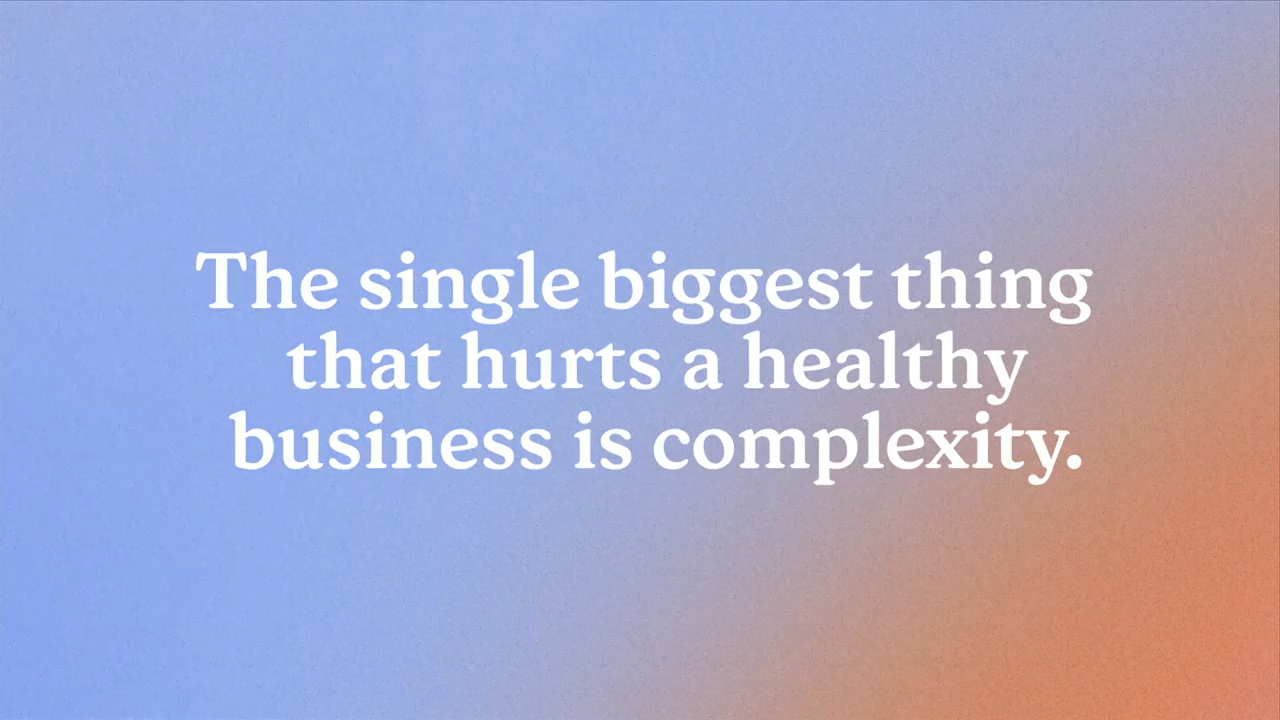 The single biggest thing
that hurts a healthy
business is complexity.